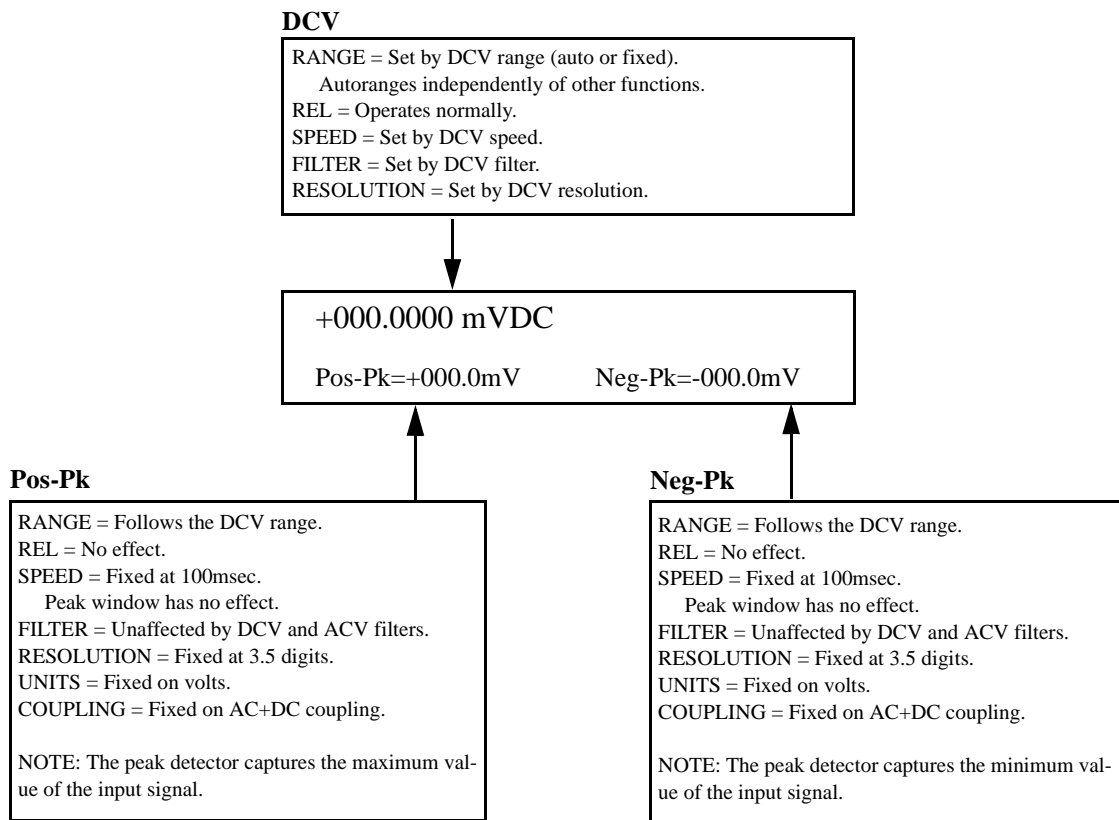 DCV
RANGE = Set by DCV range (auto or fixed).
Autoranges independently of other functions.
REL = Operates normally.
SPEED = Set by DCV speed.
FILTER = Set by DCV filter.
RESOLUTION = Set by DCV resolution.
+000.0000 mVDC
Pos-Pk=+000.0mV Neg-Pk=-000.0mV
Pos-Pk
RANGE = Follows the DCV range.
REL = No effect.
SPEED = Fixed at 100msec.
Peak window has no effect.
FILTER = Unaffected by DCV and ACV filters.
RESOLUTION = Fixed at 3.5 digits.
UNITS = Fixed on volts.
COUPLING = Fixed on AC+DC coupling.
NOTE: The peak detector captures the maximum val-
ue of the input signal.
Neg-Pk
RANGE = Follows the DCV range.
REL = No effect.
SPEED = Fixed at 100msec.
Peak window has no effect.
FILTER = Unaffected by DCV and ACV filters.
RESOLUTION = Fixed at 3.5 digits.
UNITS = Fixed on volts.
COUPLING = Fixed on AC+DC coupling.
NOTE: The peak detector captures the minimum val-
ue of the input signal.